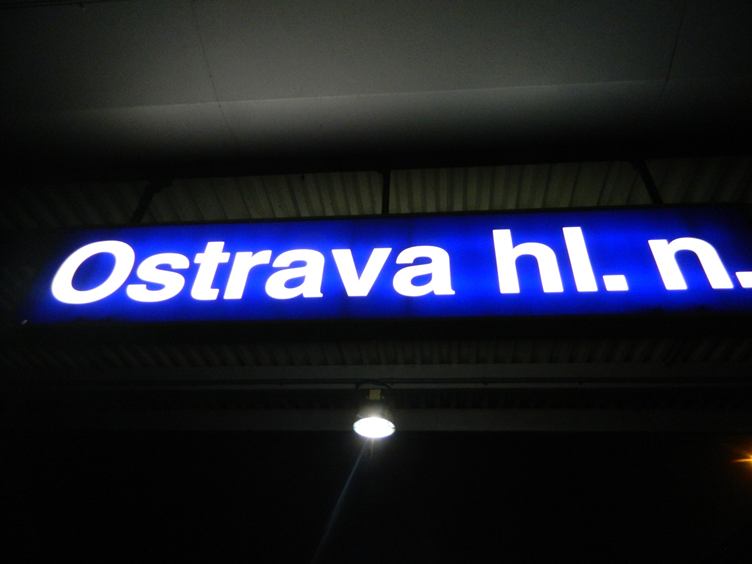 Ostrava hl. n.